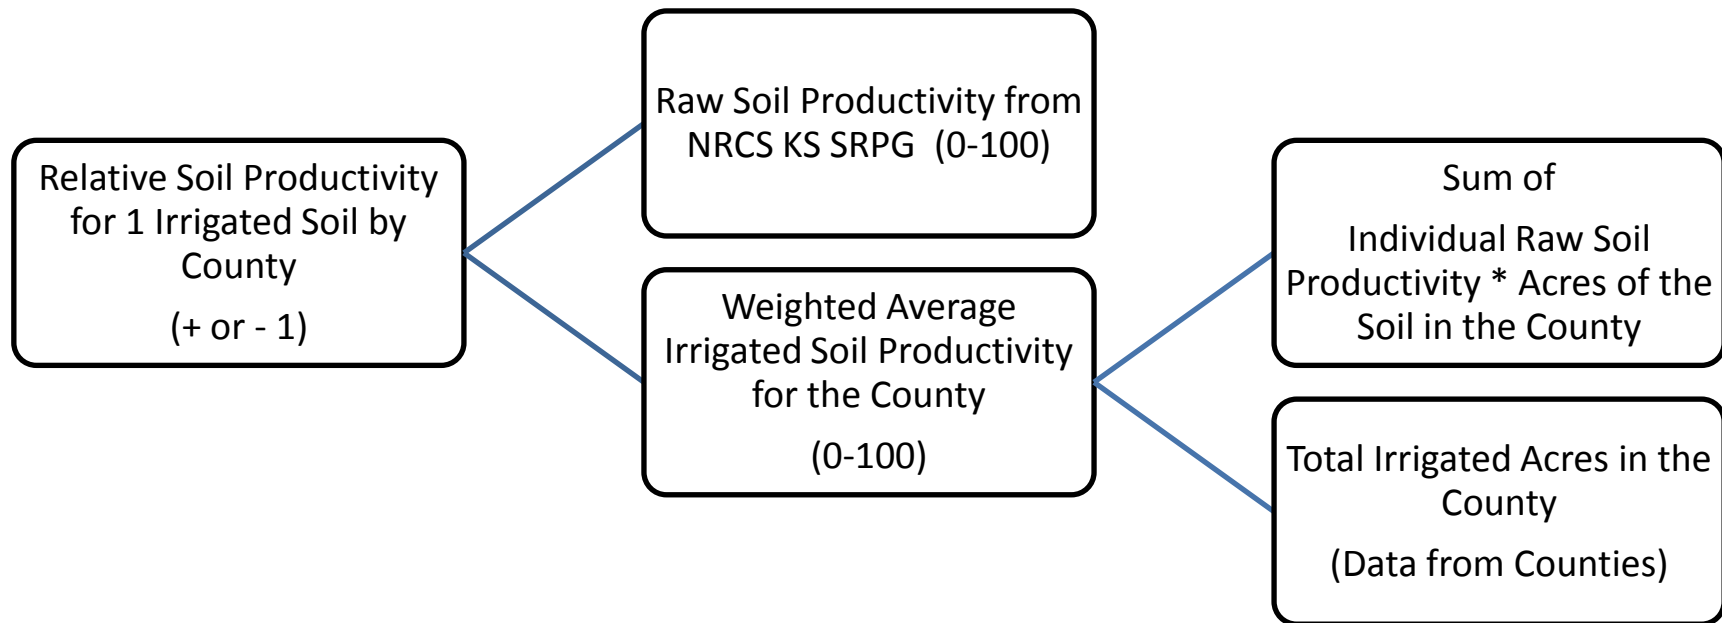 Relative Soil Productivity
for 1 Irrigated Soil by
County
(+ or - 1)
Raw Soil Productivity from
NRCS KS SRPG (0-100)
Weighted Average
Irrigated Soil Productivity
for the County
(0-100)
Sum of
Individual Raw Soil
Productivity * Acres of the
Soil in the County
Total Irrigated Acres in the
County
(Data from Counties)